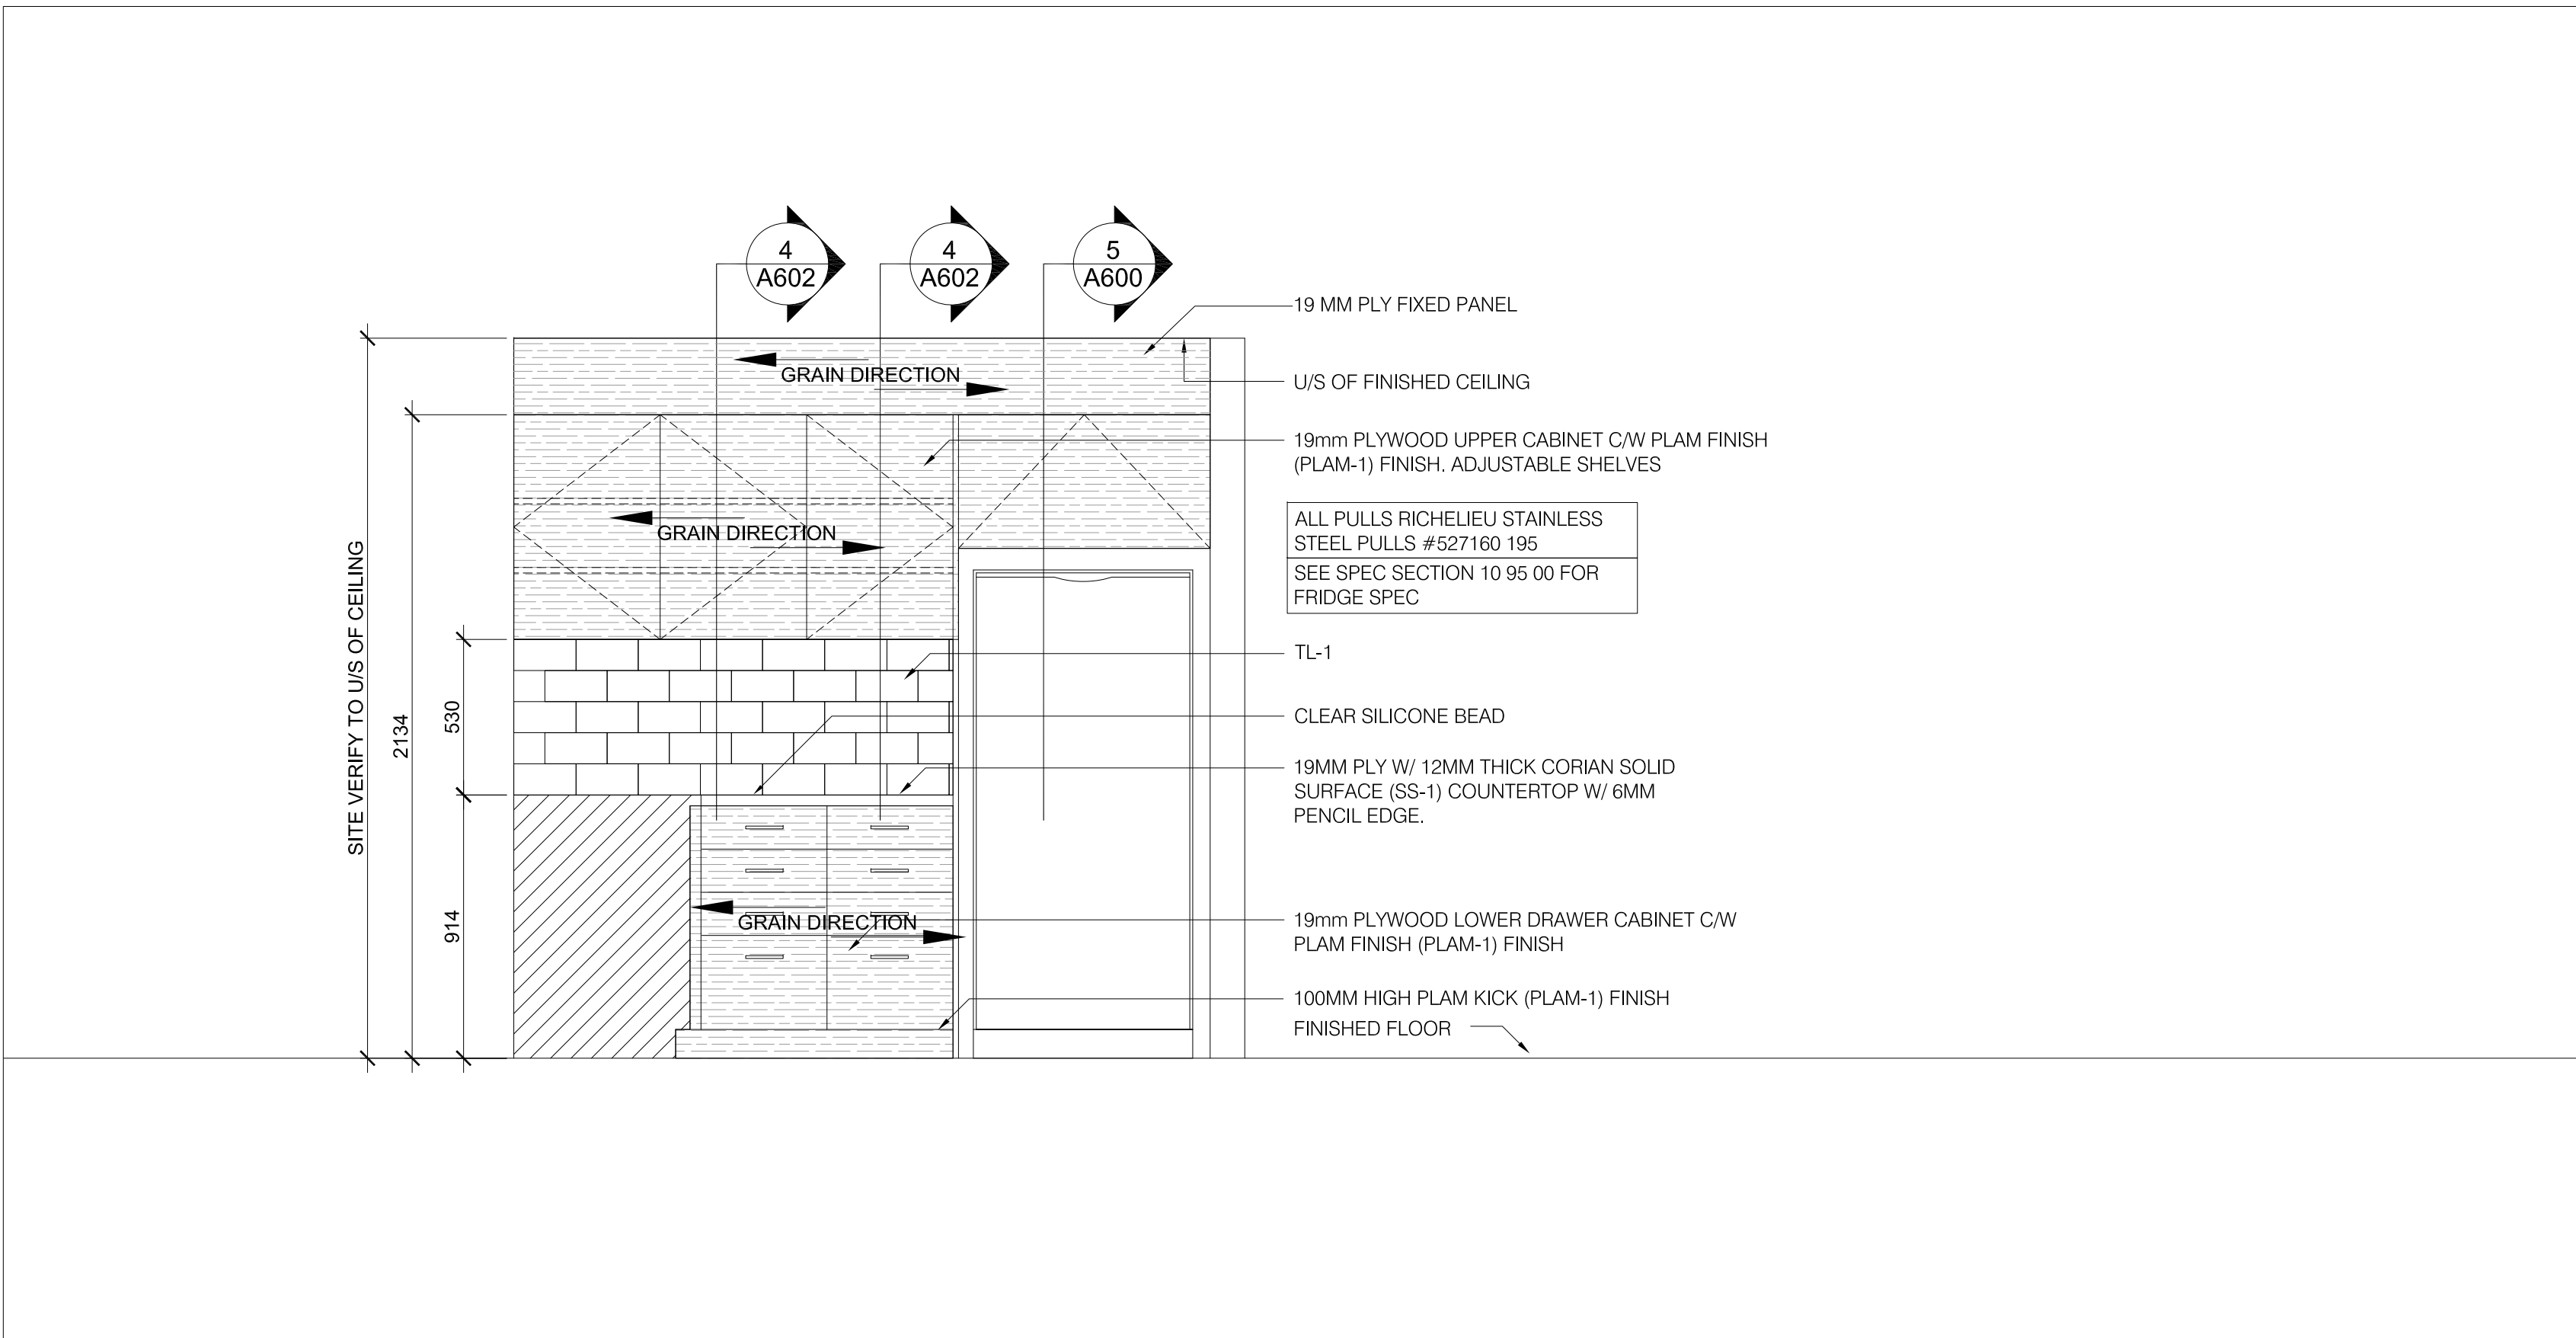 4
A602
4
A602
5
A600
19 MM PLY FIXED PANEL
GRAIN DIRECTION
U/S OF FINISHED CEILING
19mm PLYWOOD UPPER CABINET C/W PLAM FINISH
(PLAM-1) FINISH. ADJUSTABLE SHELVES
ALL PULLS RICHELIEU STAINLESS
STEEL PULLS #527160 195
SEE SPEC SECTION 10 95 00 FOR
FRIDGE SPEC
GRAIN DIRECTION
SITE VERIFY TO U/S OF CEILING
2134
530
914
TL-1
CLEAR SILICONE BEAD
19MM PLY W/ 12MM THICK CORIAN SOLID
SURFACE (SS-1) COUNTERTOP W/ 6MM
PENCIL EDGE.
GRAIN DIRECTION
19mm PLYWOOD LOWER DRAWER CABINET C/W
PLAM FINISH (PLAM-1) FINISH
100MM HIGH PLAM KICK (PLAM-1) FINISH
FINISHED FLOOR